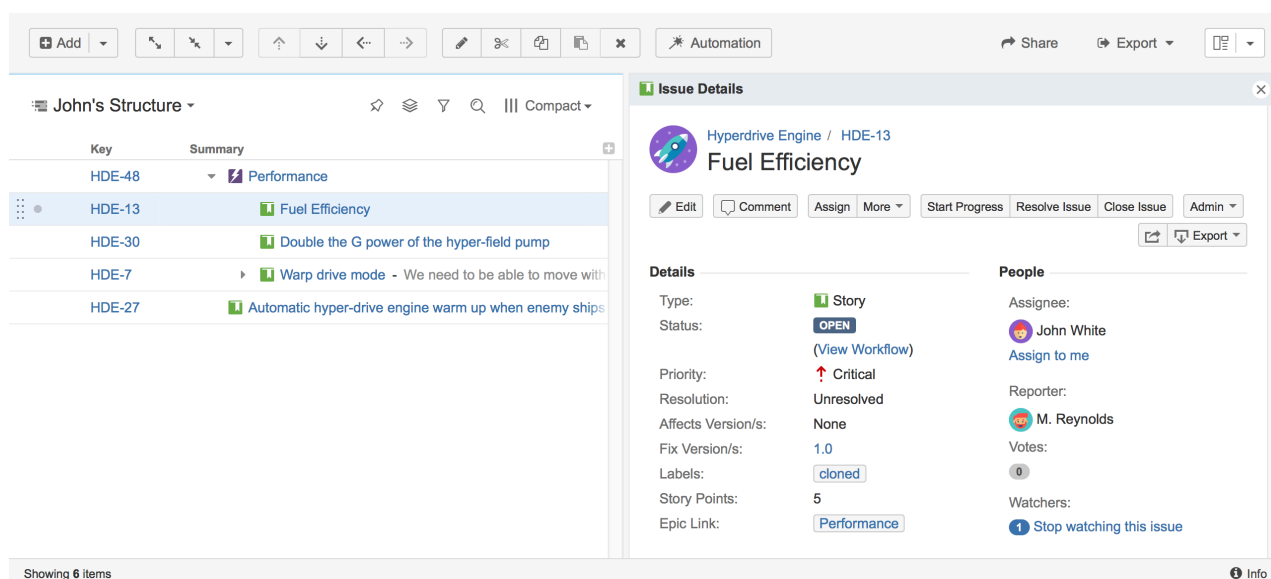 Add
Automation
Share
Export
John's Structure
Compact
Key Summary
HDE-48 Performance
HDE-13 Fuel Efficiency
HDE-30 Double the G power of the hyper-field pump
HDE-7 Warp drive mode - We need to be able to move with
HDE-27 Automatic hyper-drive engine warm up when enemy ships
Showing 6 items
Issue Details
Hyperdrive Engine / HDE-13
Fuel Efficiency
Edit Comment Assign More Start Progress Resolve Issue Close Issue Admin
Export
Details
Type: Story
Status: OPEN
(View Workflow)
Priority: Critical
Resolution: Unresolved
Affects Version/s: None
Fix Version/s: 1.0
Labels: cloned
Story Points: 5
Epic Link: Performance
People
Assignee:
John White
Assign to me
Reporter:
M. Reynolds
Votes:
0
Watchers:
1 Stop watching this issue
Info